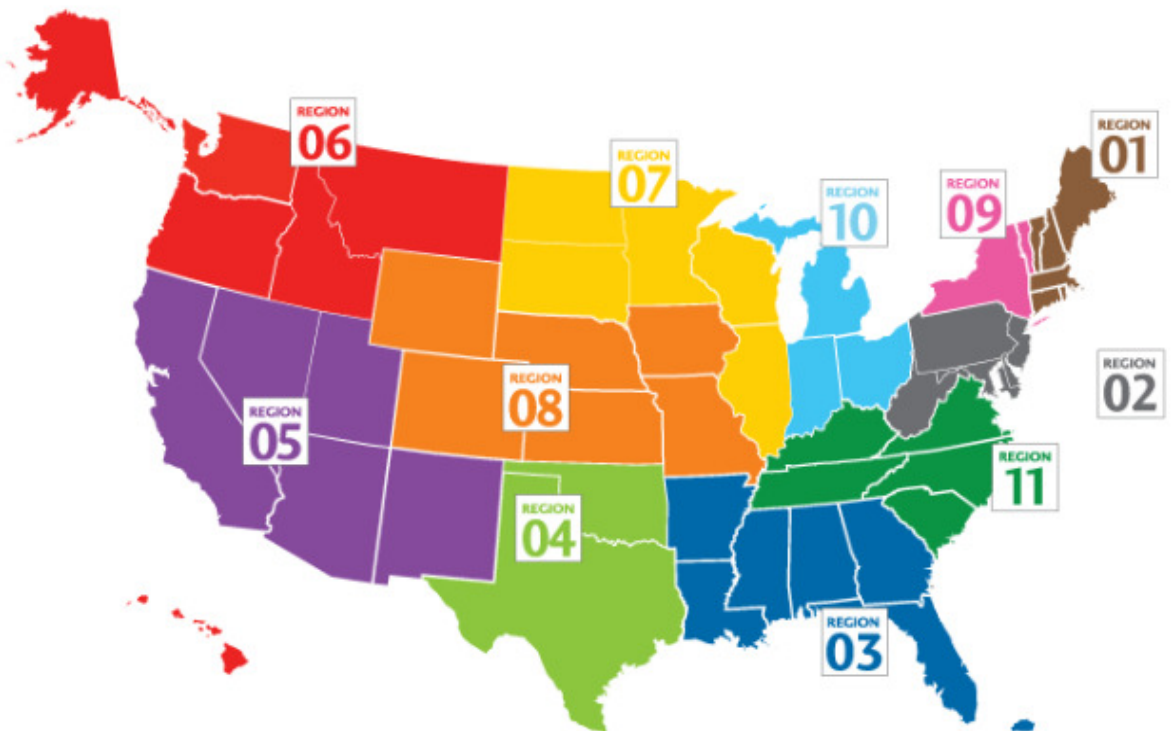 REGION
06
REGION
07
REGION
01
REGION
10
REGION
09
REGION
02
REGION
08
REGION
05
REGION
11
REGION
04
REGION
03